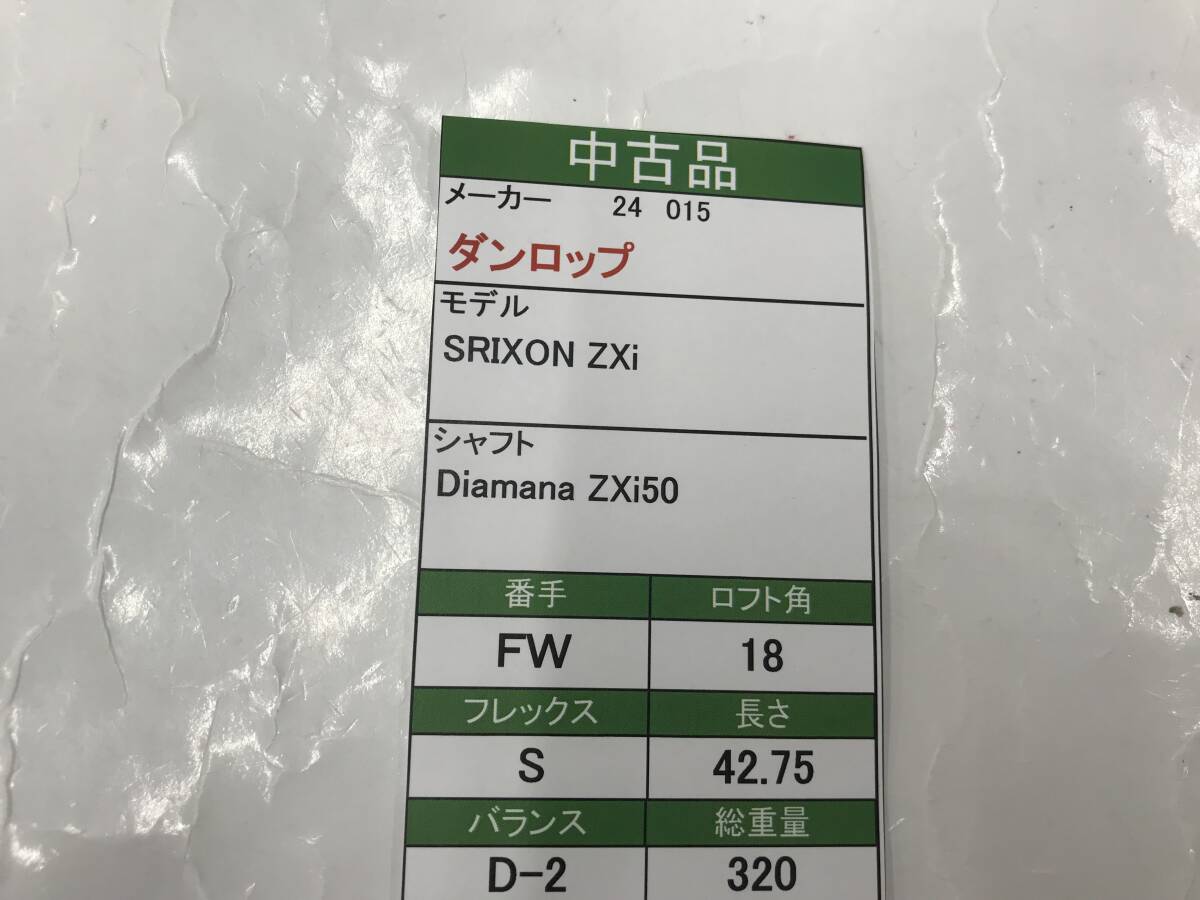 中古品
メーカー 24 015
ダンロップ
モデル
SRIXON ZXi
シャフト
Diamana ZXi50
番手 ロフト角
FW 18
フレックス 長さ
S 42.75
バランス 総重量
D-2 320